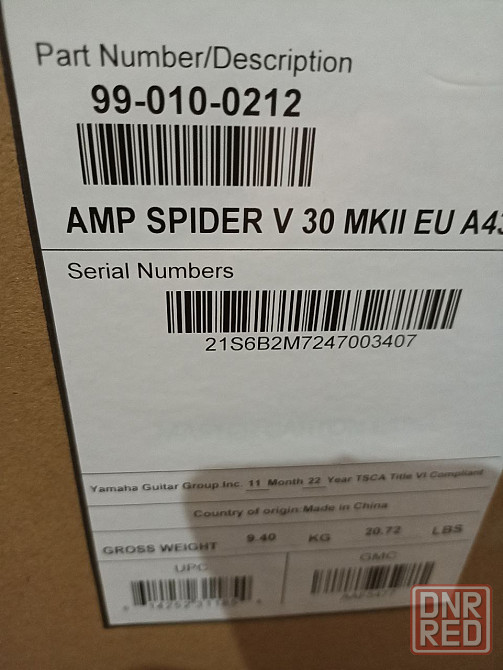 Part Number/Description
99-010-0212
AMP SPIDER V 30 MKII EU A43
Serial Numbers
21S6B2M7247003407
Yamaha Guitar Group Inc. 11 Month 22 Year TSCA Title VI Compliant
Country of origin:Made in China
GROSS WEIGHT 9.40 KG 20.72 LBS
UPC
GMC
DNR
RED